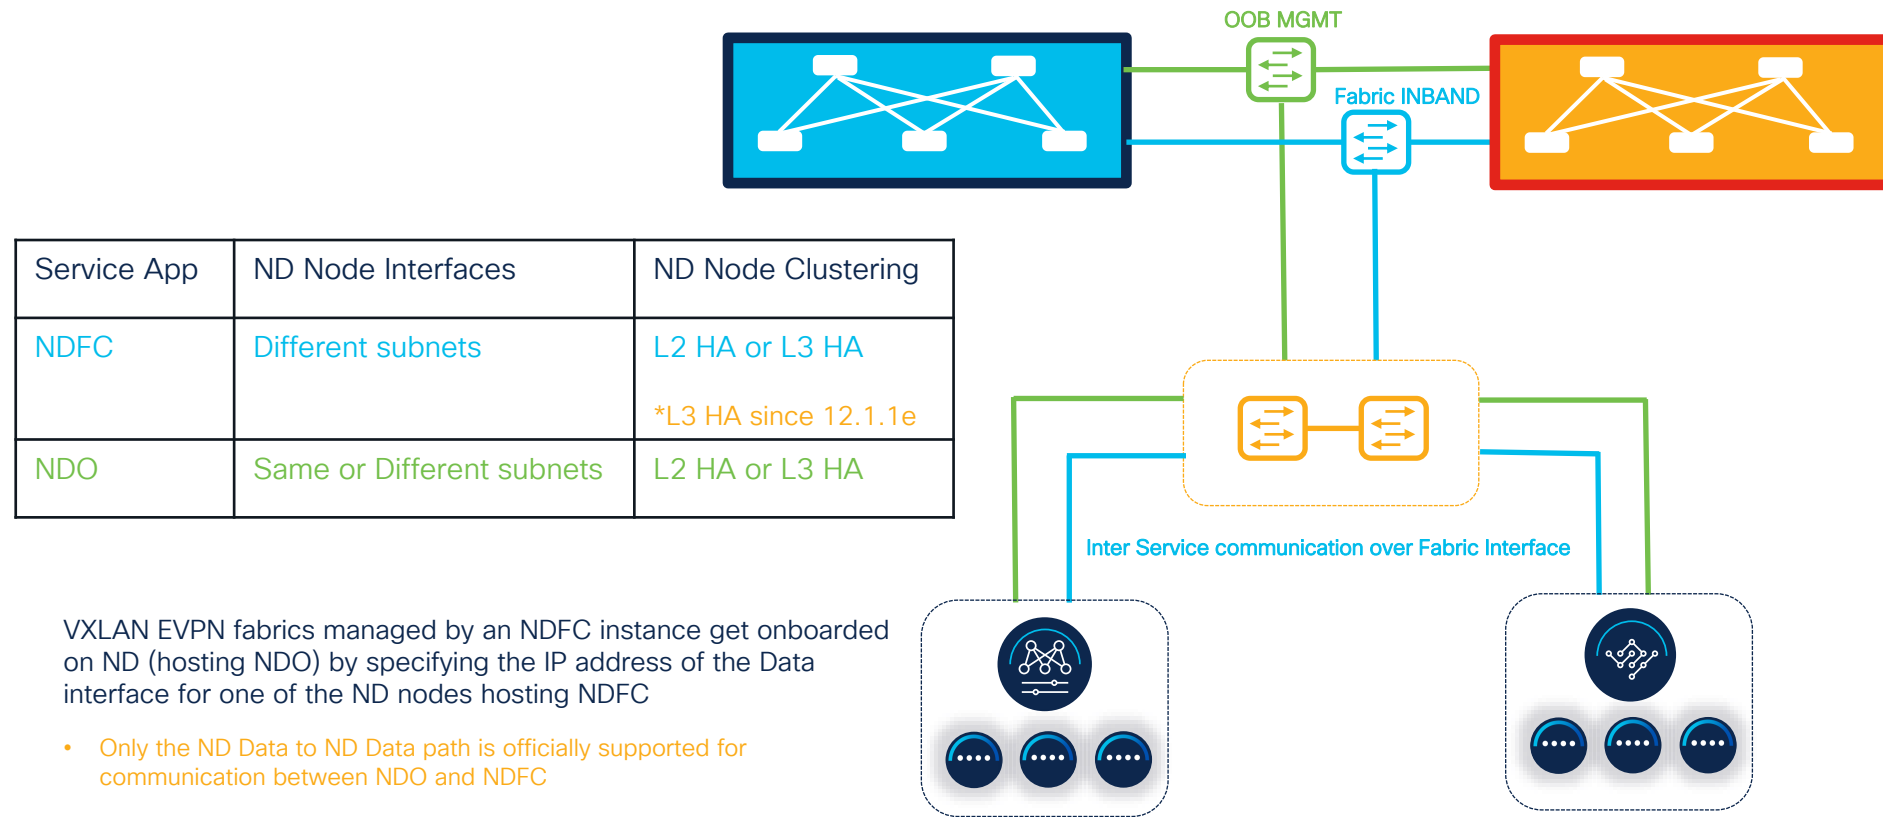 OOB MGMT
Fabric INBAND
Service App
ND Node Interfaces
ND Node Clustering
NDFC
Different subnets
L2 HA or L3 HA
*L3 HA since 12.1.1e
NDO
Same or Different subnets
L2 HA or L3 HA
Inter Service communication over Fabric Interface
VXLAN EVPN fabrics managed by an NDFC instance get onboarded
on ND (hosting NDO) by specifying the IP address of the Data
interface for one of the ND nodes hosting NDFC
• Only the ND Data to ND Data path is officially supported for
communication between NDO and NDFC